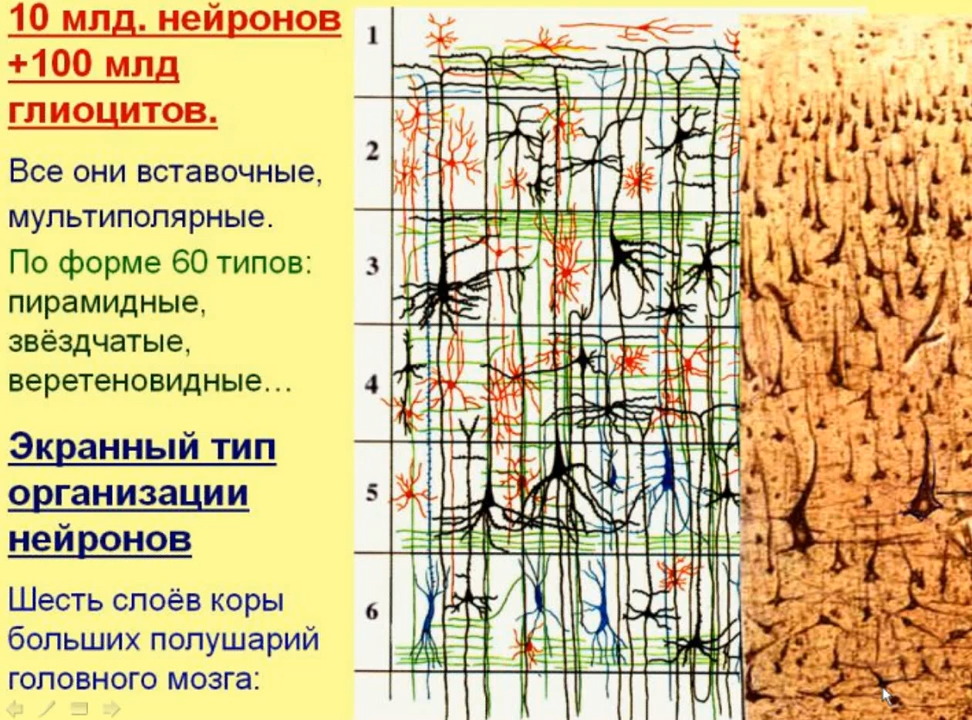 10 млд. нейронов
+100 млд
глиоцитов.
Все они вставочные,
мультиполярные.
По форме 60 типов:
пирамидные,
звёздчатые,
веретеновидные…
Экранный тип
организации
нейронов
Шесть слоёв коры
больших полушарий
головного мозга:
1
2
3
4
5
6